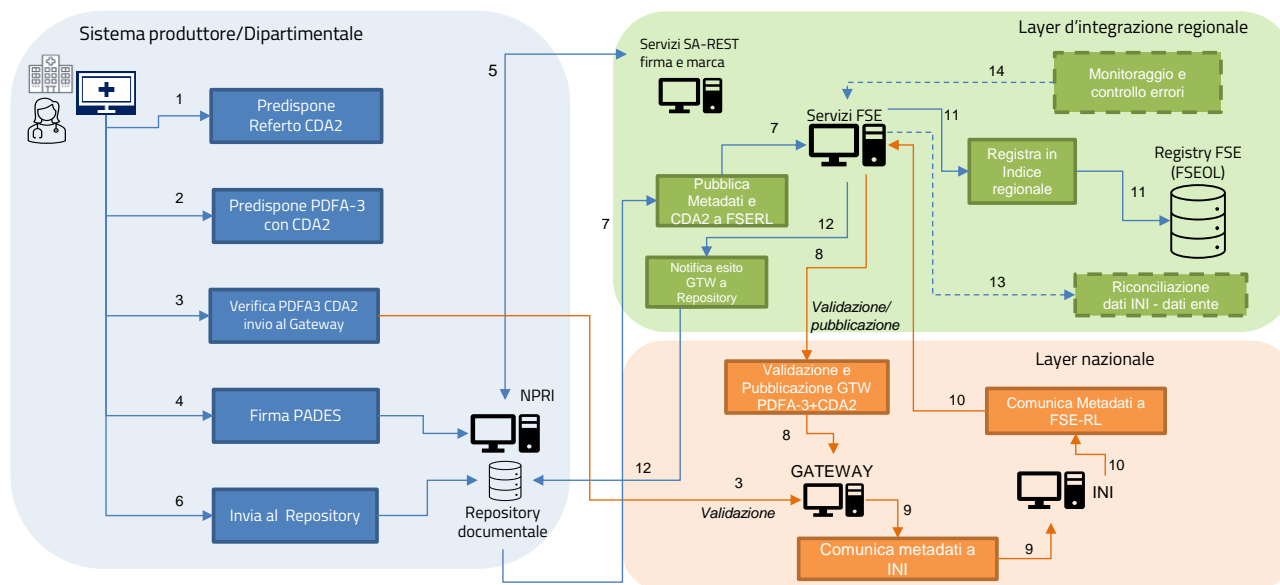 Sistema produttore/Dipartimentale
1
Predispone
Referto CDA2
2
Predispone PDFA-3
con CDA2
3
Verifica PDFA3 CDA2
invio al Gateway
4
Firma PADES
NPRI
6
Invia al Repository
Repository
documentale
5
7
12
Layer d'integrazione regionale
Servizi SA-REST
firma e marca
14
Monitoraggio e
controllo errori
Servizi FSE
7
11
Pubblica
Metadati e
CDA2 a FSERL
Registra in
Indice
regionale
11
Registry FSE
(FSEOL)
12
8
Notifica esito
GTW a
Repository
13
Riconciliazione
dati INI - dati ente
Validazione/
pubblicazione
Layer nazionale
Validazione e
Pubblicazione GTW
PDFA-3+CDA2
10
Comunica Metadati a
FSE-RL
8
10
GATEWAY
INI
3
Validazione
9
Comunica metadati a
INI
9